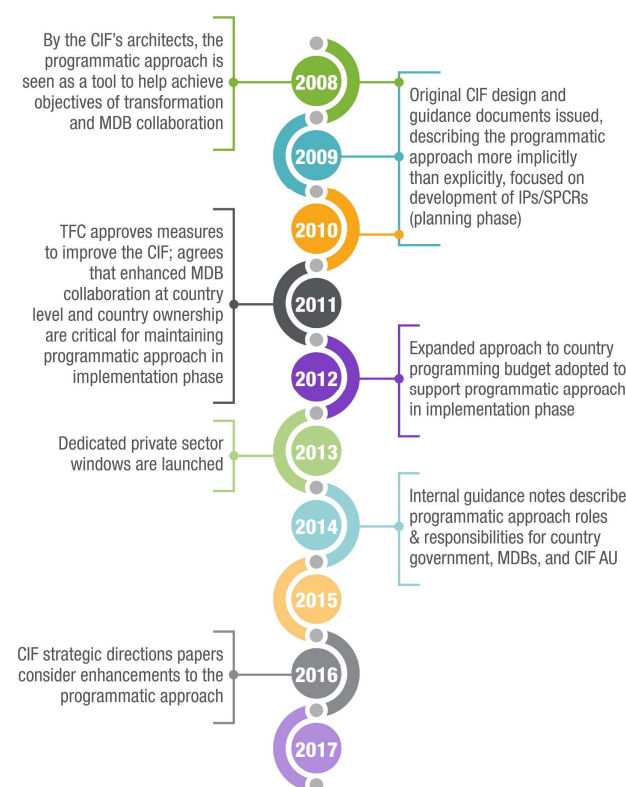 By the CIF's architects, the
programmatic approach is
seen as a tool to help achieve
objectives of transformation
and MDB collaboration
2008
Original CIF design and
guidance documents issued,
describing the programmatic
approach more implicitly
than explicitly, focused on
development of IPs/SPCRs
(planning phase)
2009
2010
TFC approves measures
to improve the CIF; agrees
that enhanced MDB
collaboration at country
level and country ownership
are critical for maintaining
programmatic approach in
implementation phase
2011
2012
Expanded approach to country
programming budget adopted to
support programmatic approach
in implementation phase
Dedicated private sector
windows are launched
2013
2014
Internal guidance notes describe
programmatic approach roles
& responsibilities for country
government, MDBs, and CIF AU
2015
CIF strategic directions papers
consider enhancements to the
programmatic approach
2016
2017